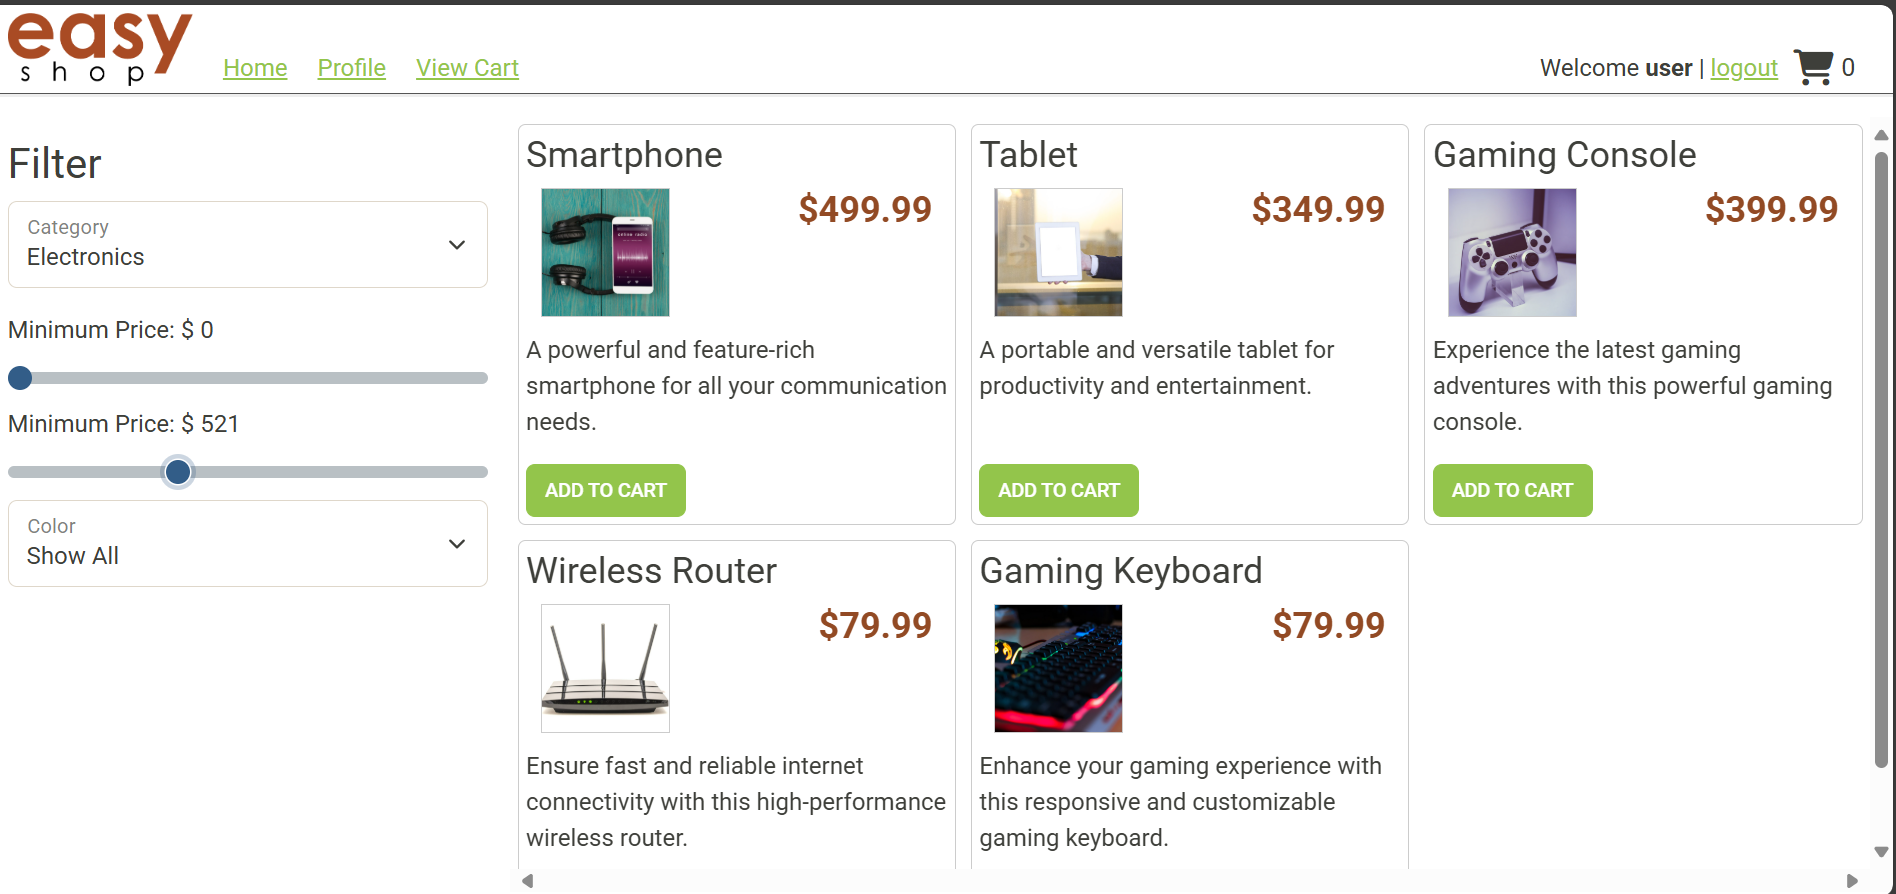 easy
shop
Home Profile View Cart
Welcome user | logout 0
Filter
Category
Electronics
Minimum Price: $ 0
Minimum Price: $ 521
Color
Show All
Smartphone
$499.99
A powerful and feature-rich
smartphone for all your communication
needs.
ADD TO CART
Tablet
$349.99
A portable and versatile tablet for
productivity and entertainment.
ADD TO CART
Gaming Console
$399.99
Experience the latest gaming
adventures with this powerful gaming
console.
ADD TO CART
Wireless Router
$79.99
Ensure fast and reliable internet
connectivity with this high-performance
wireless router.
Gaming Keyboard
$79.99
Enhance your gaming experience with
this responsive and customizable
gaming keyboard.